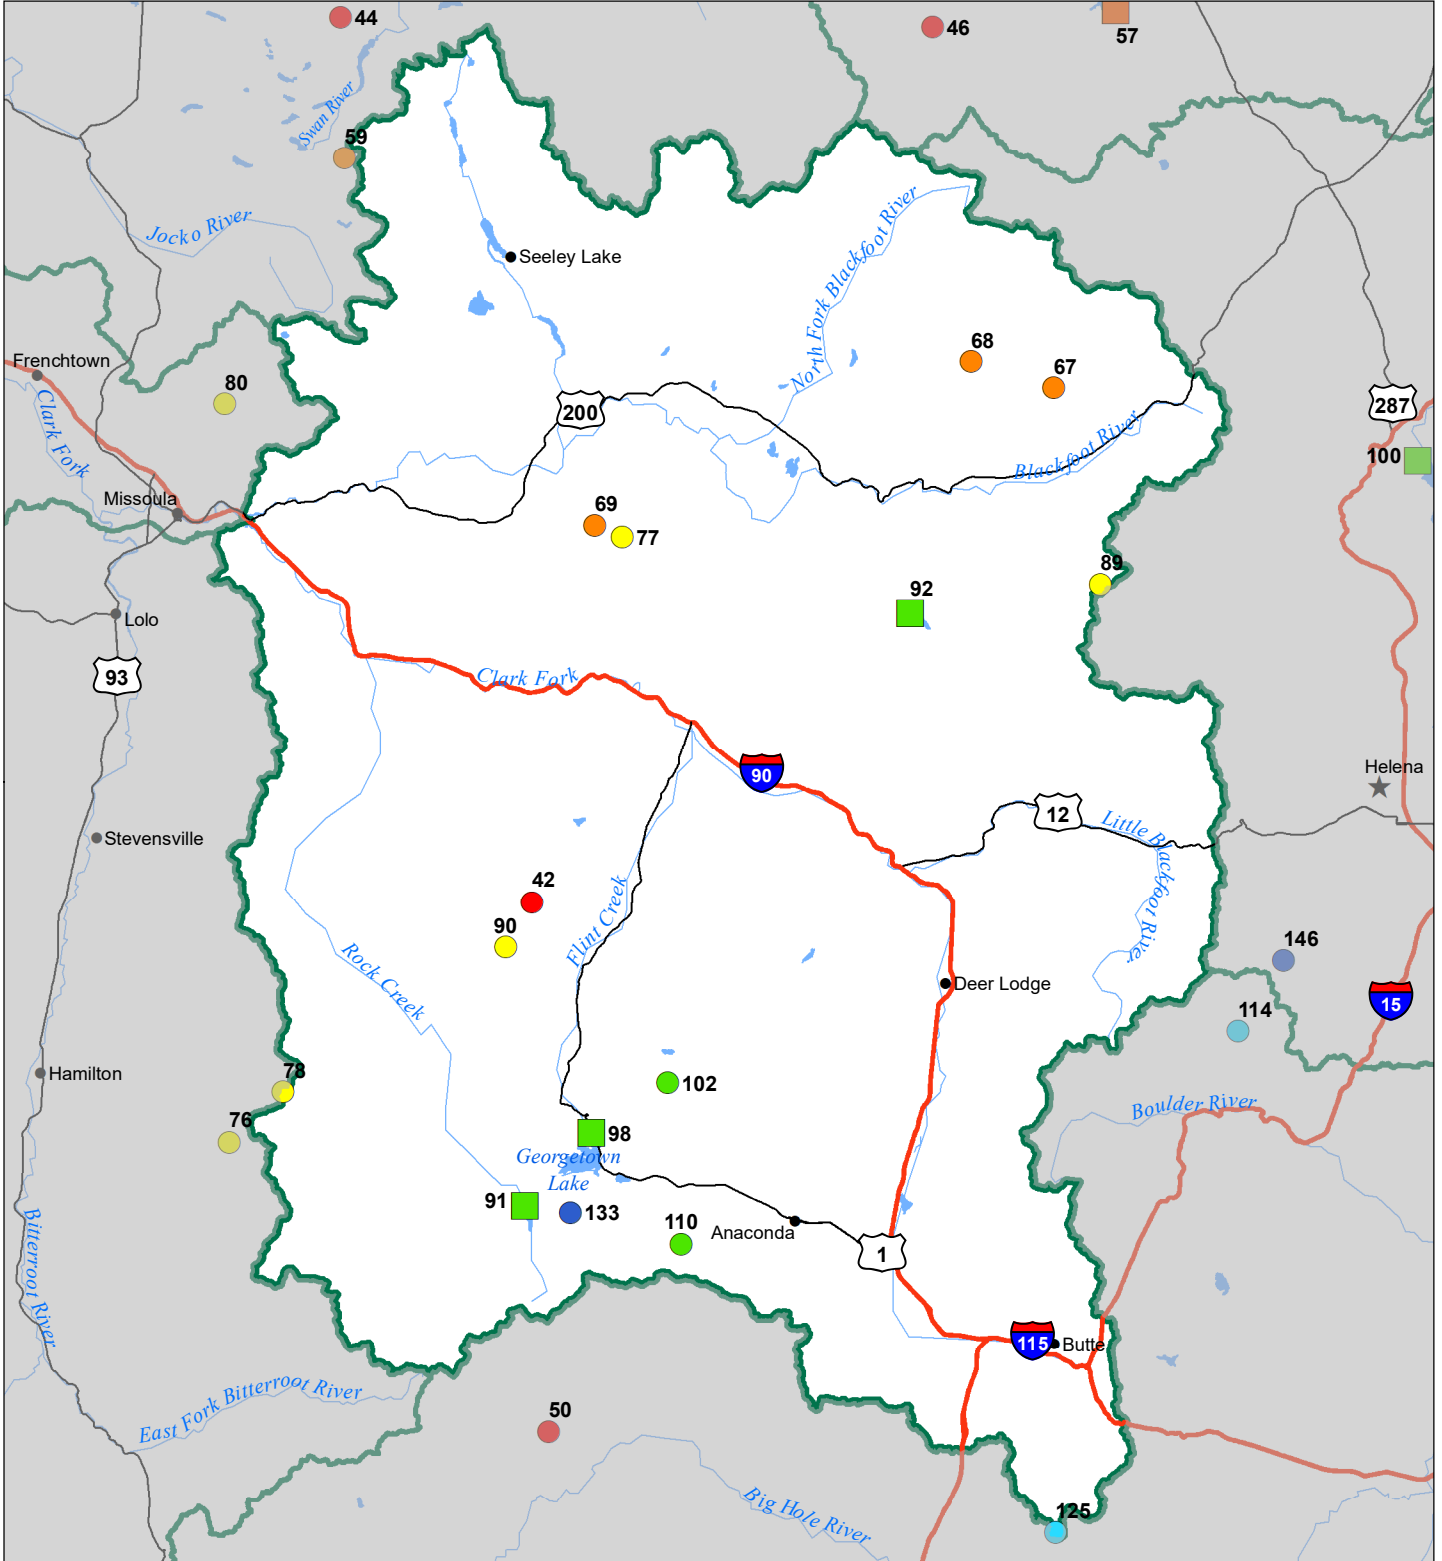 44
46
57
Swan River
59
Jocko River
Seeley Lake
North Fork Blackfoot River
68
67
Frenchtown
80
Clark Fork
200
287
Blackfoot River
100
Missoula
69
77
89
92
Lolo
93
Clark Fork
90
Helena
12
Little Blackfoot River
Stevensville
42
90
Flint Creek
Rock Creek
146
Deer Lodge
15
114
Hamilton
78
102
76
98
Boulder River
Georgetown
Lake
91
133
110
Anaconda
1
Bitterroot River
115
Butte
East Fork Bitterroot River
50
Big Hole River
125